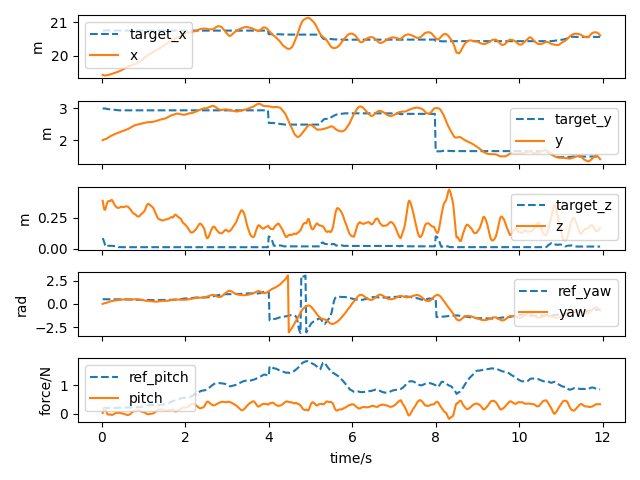 21
20
m
target_x
x
3
2
m
target_y
y
0.25
0.00
m
target_z
z
2.5
0.0
−2.5
rad
ref_yaw
yaw
1
0
force/N
ref_pitch
pitch
0 2 4 6 8 10 12
time/s